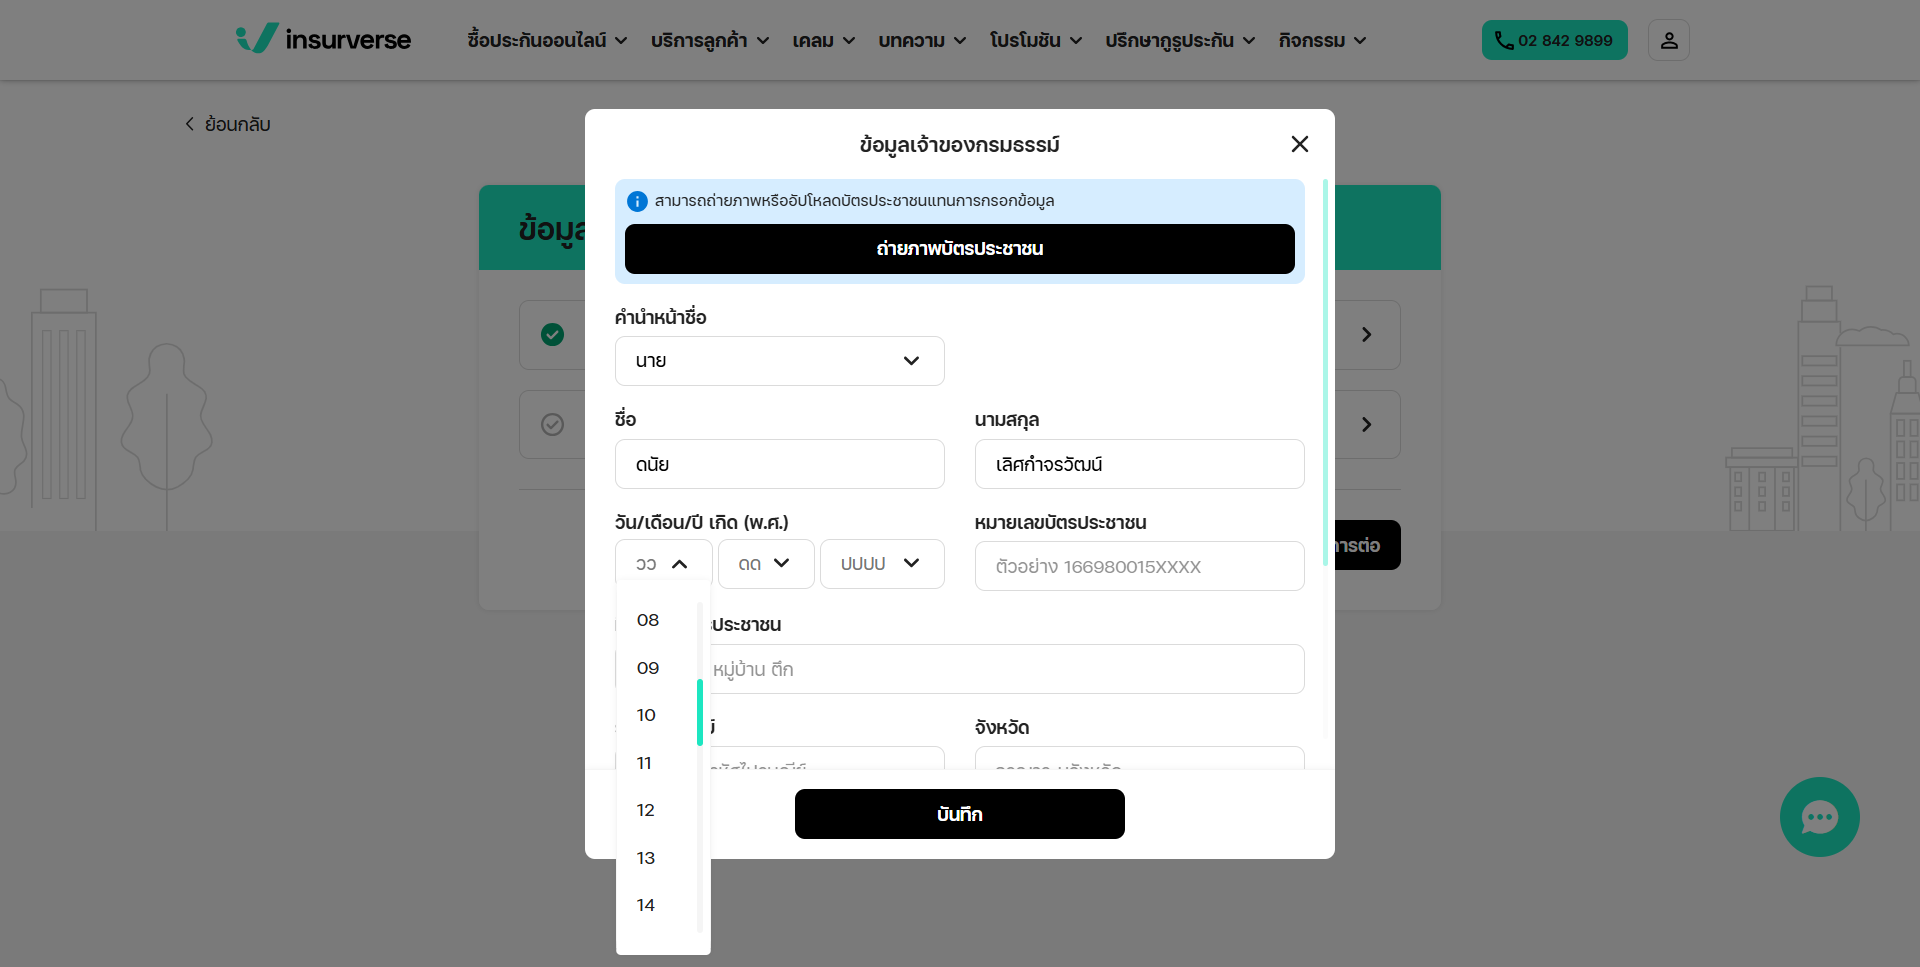 insurverse
ซื้อประกันออนไลน์ บริการลูกค้า เคลม บทความ โปรโมชัน ปรึกษากูรูประกัน กิจกรรม
02 842 9899
ย้อนกลับ
ข้อมูลเจ้าของกรมธรรม์
สามารถถ่ายภาพหรืออัปโหลดบัตรประชาชนแทนการกรอกข้อมูล
ข้อมูล
ถ่ายภาพบัตรประชาชน
คำนำหน้าชื่อ
นาย
ชื่อ นามสกุล
ดนัย เลิศกำจรวัฒน์
วัน/เดือน/ปี เกิด (พ.ศ.) หมายเลขบัตรประชาชน
วว ดด ปปปป ตัวอย่าง 166980015XXXX
การต่อ
08
ประชาชน
09
หมู่บ้าน ตึก
10
จังหวัด
11
12
บันทึก
13
14